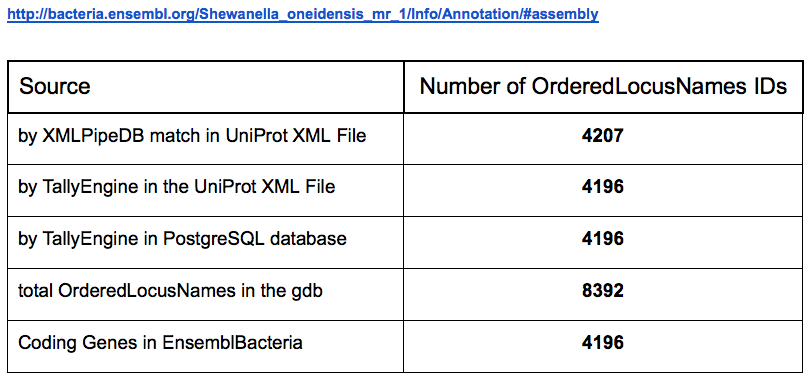 http://bacteria.ensembl.org/Shewanella_oneidensis_mr_1/Info/Annotation/#assembly
Source Number of OrderedLocusNames IDs
by XMLPipeDB match in UniProt XML File 4207
by TallyEngine in the UniProt XML File 4196
by TallyEngine in PostgreSQL database 4196
total OrderedLocusNames in the gdb 8392
Coding Genes in EnsemblBacteria 4196